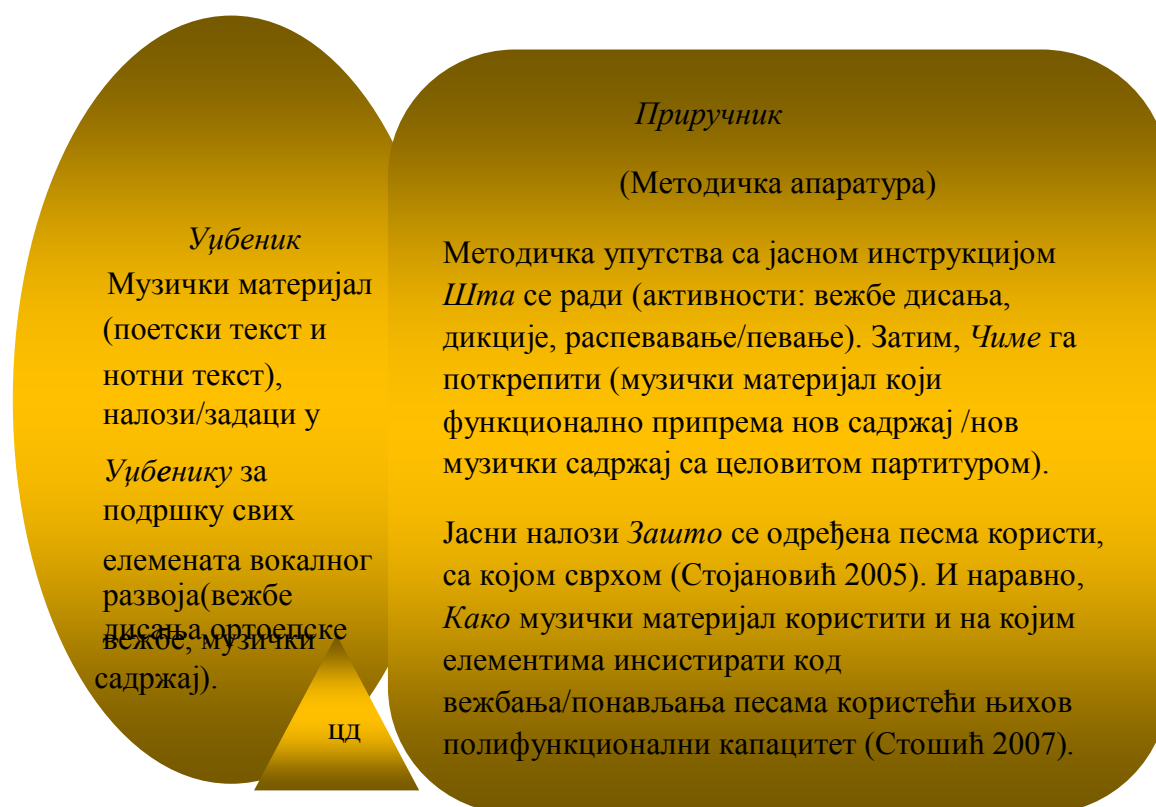 Уџбеник
Музички материјал
(поетски текст и
нотни текст),
налози/задаци у
Уџбенику за
подршку свих
елемената вокалног
развоја(вежбе
дисања,ортоепске
вежбе, музички
садржај).
цд
Приручник
(Методичка апаратура)
Методичка упутства са јасном инструкцијом
Шта се ради (активности: вежбе дисања,
дикције, распевавање/певање). Затим, Чиме га
поткрепити (музички материјал који
функционално припрема нов садржај /нов
музички садржај са целовитом партитуром).
Јасни налози Зашто се одређена песма користи,
са којом сврхом (Стојановић 2005). И наравно,
Како музички материјал користити и на којим
елементима инсистирати код
вежбања/понављања песама користећи њихов
полифункционални капацитет (Стошић 2007).